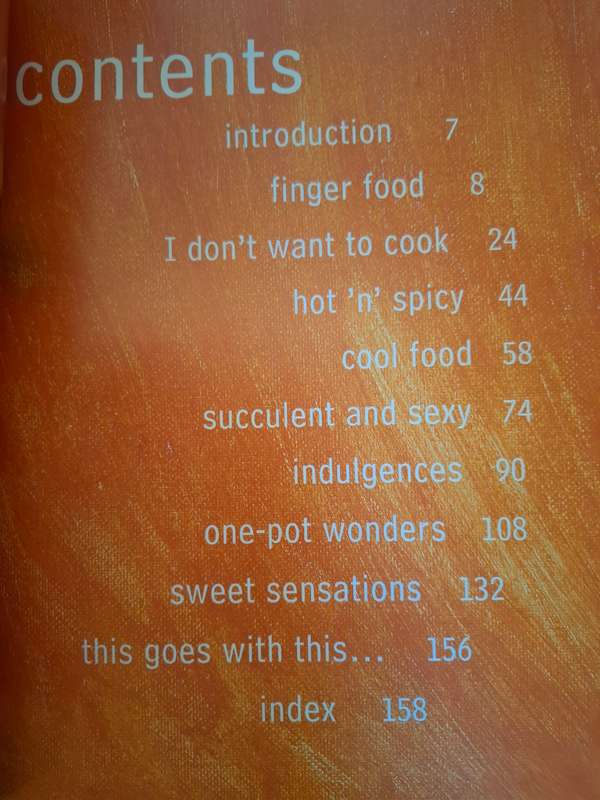 contents
introduction 7
finger food 8
I don't want to cook 24
hot 'n' spicy 44
cool food 58
succulent and sexy 74
indulgences 90
one-pot wonders 108
sweet sensations 132
this goes with this... 156
index 158